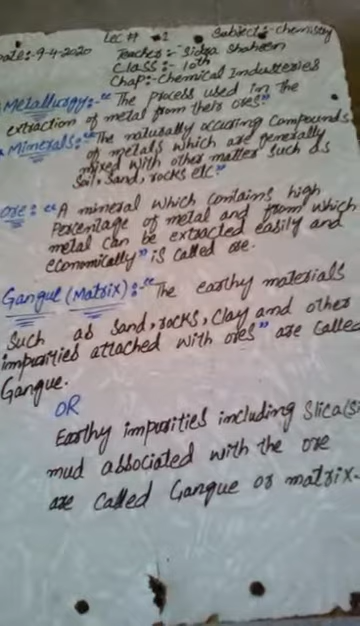 Lec # 1 Subject:- chemistry
Date:-9-4-2020 Teacher:- Sidra Shaheen
Class:- 10th
Chap:-Chemical Industeries
Metallurgy:-"The process used in the
extraction of metal from their ores"
Minerals:-"The naturally occuring compounds
of metals which are generally
mixed with other matter such as
Soil, Sand, rocks etc."
Ore:"A mineral which contains high
Percentage of metal and from which
metal can be extracted easily and
economically" is called ore.
Gangue (Matrix):-"The earthy materials
Such as Sand, rocks, Clay and other
impurities attached with ores" are Called
Gangue.
OR
Earthy impurities including Slica(Si
mud associated with the ore
are Called Gangue or matrix.